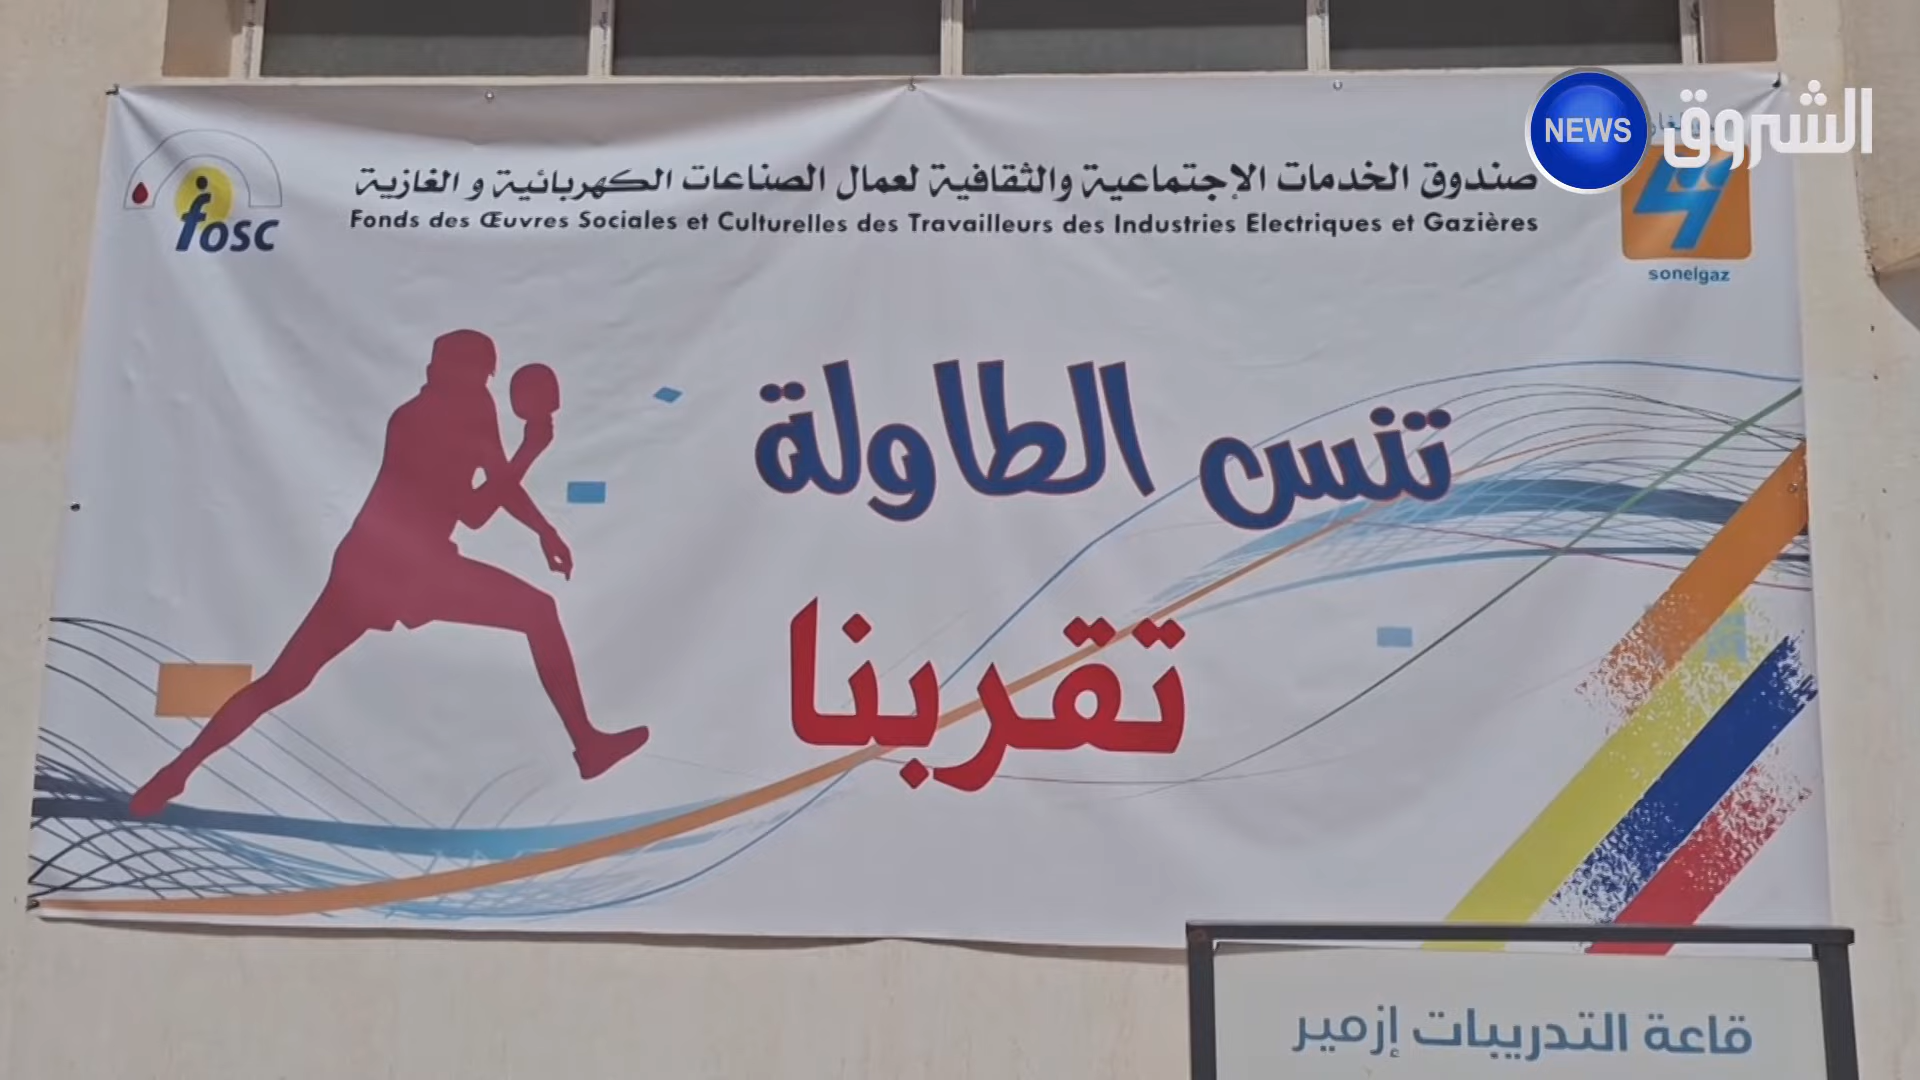 الشروق
NEWS
صندوق الخدمات الإجتماعية والثقافية لعمال الصناعات الكهربائية و الغازية
Fonds des Œuvres Sociales et Culturelles des Travailleurs des Industries Electriques et Gazières
fosc
sonelgaz
تنس الطاولة
تقربنا
قاعة التدريبات إزمير